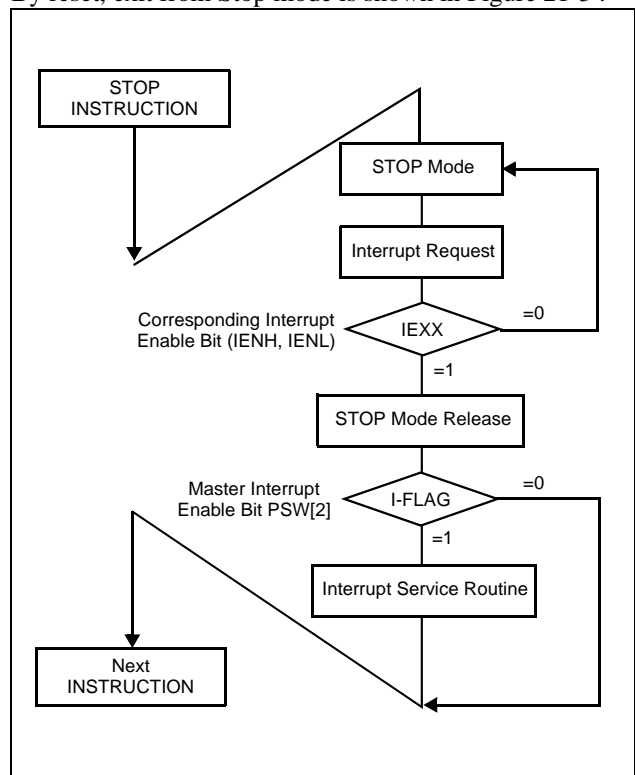 By reset, exit from Stop mode is shown in Figure 21-3 .
STOP
INSTRUCTION
STOP Mode
Interrupt Request
Corresponding Interrupt
Enable Bit (IENH, IENL)
IEXX
=0
=1
STOP Mode Release
Master Interrupt
Enable Bit PSW[2]
I-FLAG
=0
=1
Interrupt Service Routine
Next
INSTRUCTION